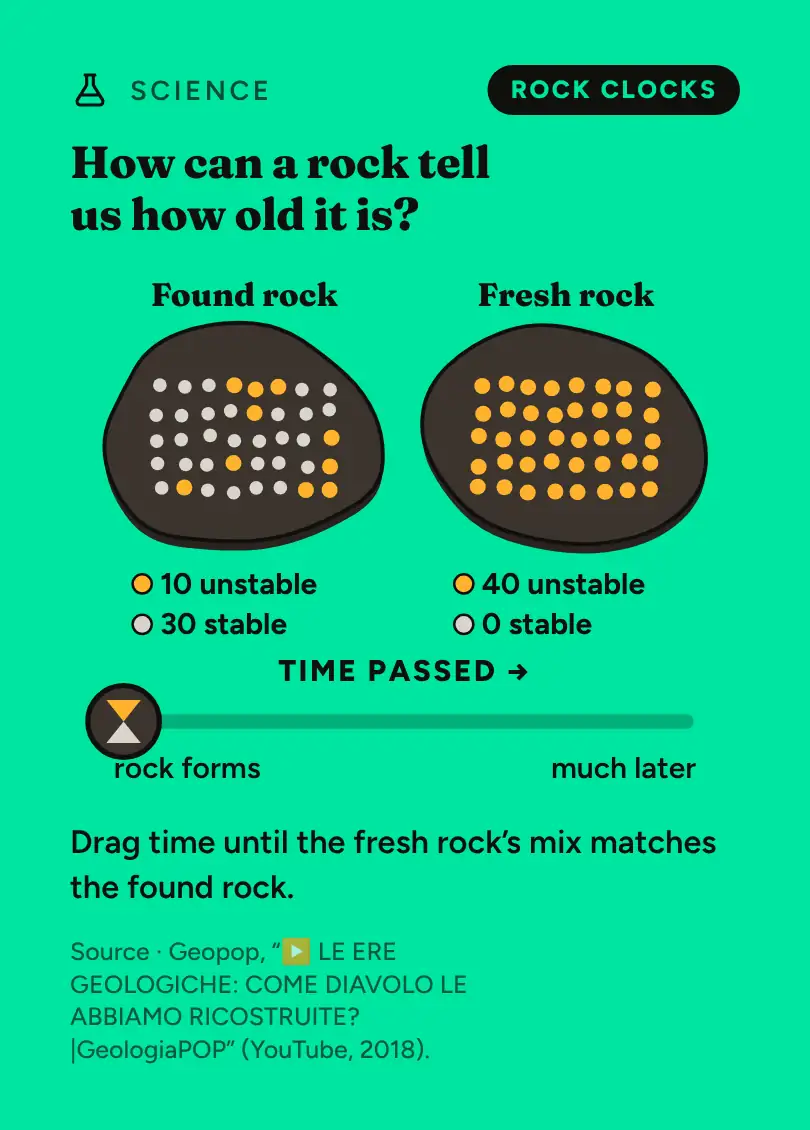 SCIENCE
ROCK CLOCKS
How can a rock tell
us how old it is?
Found rock
Fresh rock
10 unstable
30 stable
40 unstable
0 stable
TIME PASSED →
rock forms
much later
Drag time until the fresh rock’s mix matches
the found rock.
Source · Geopop, “▶️ LE ERE
GEOLOGICHE: COME DIAVOLO LE
ABBIAMO RICOSTRUITE?
|GeologiaPOP” (YouTube, 2018).